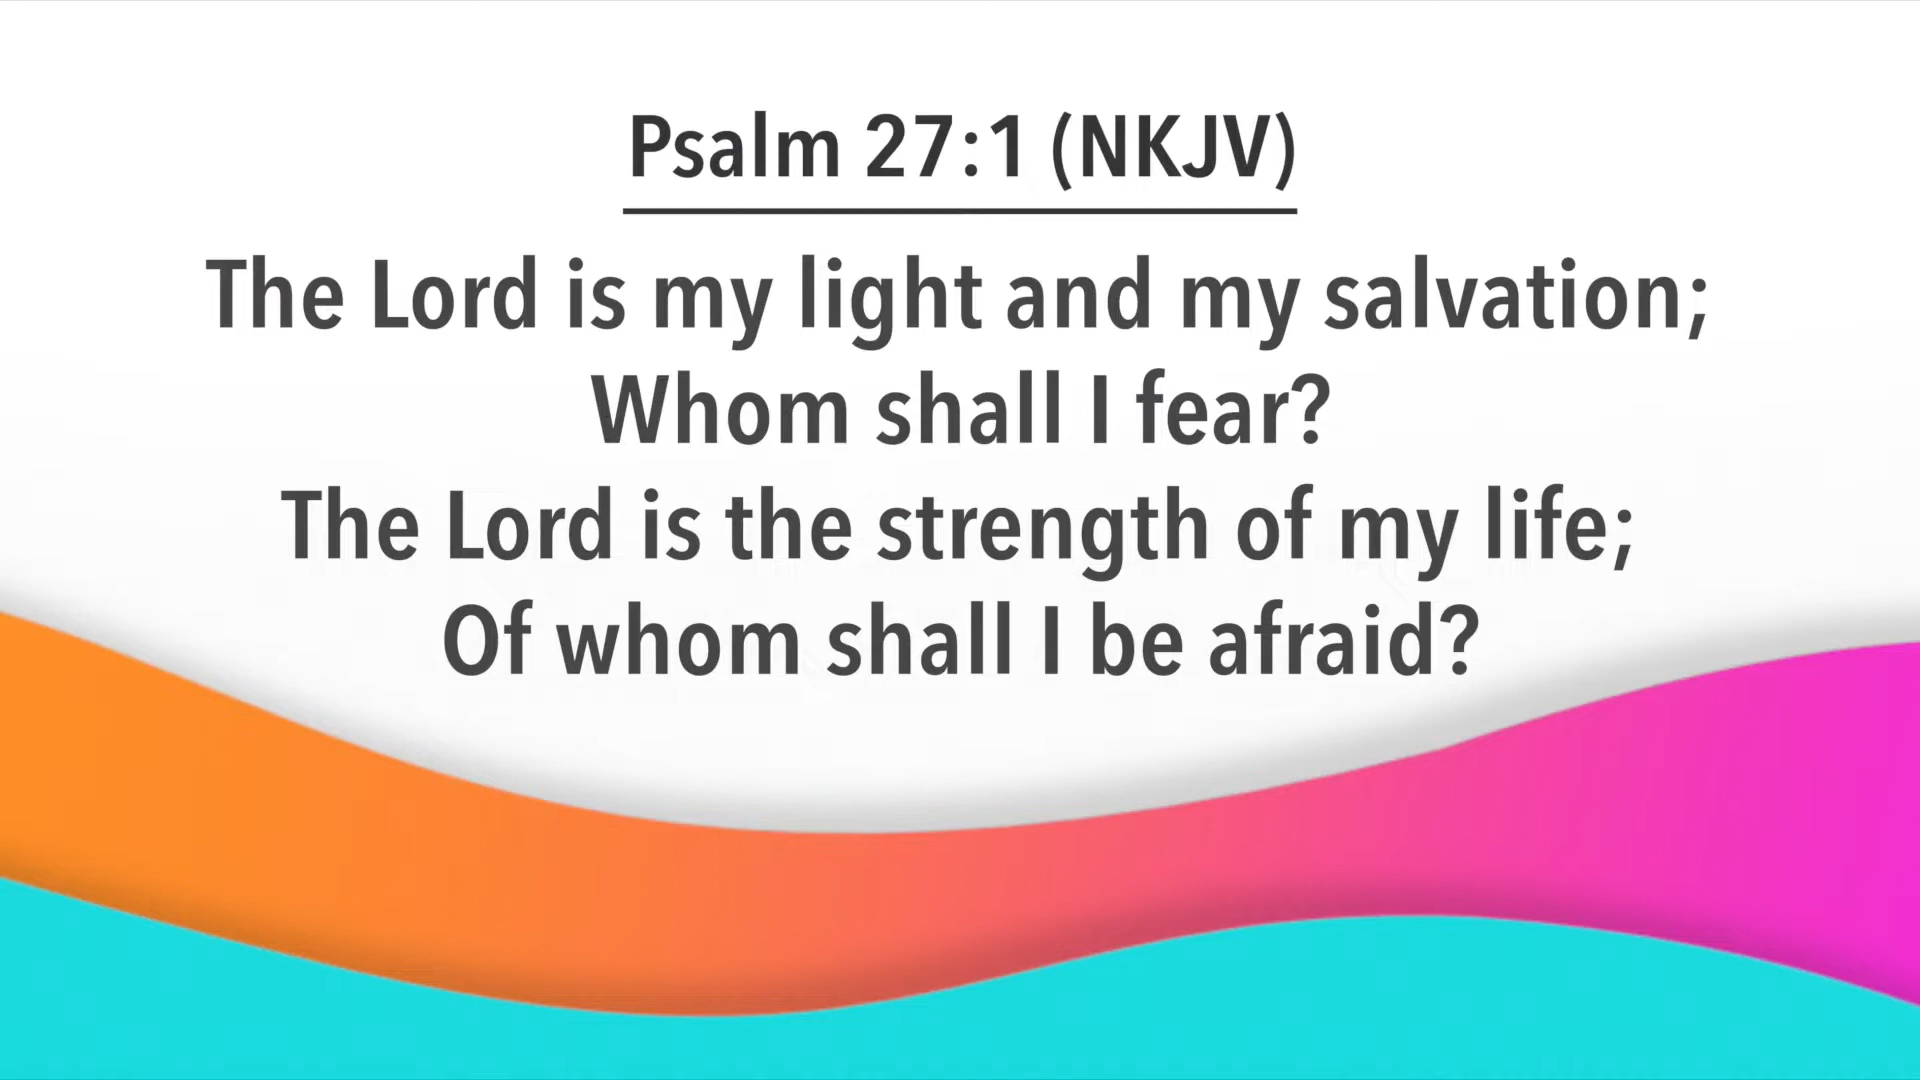 Psalm 27:1 (NKJV)
The Lord is my light and my salvation;
Whom shall I fear?
The Lord is the strength of my life;
Of whom shall I be afraid?